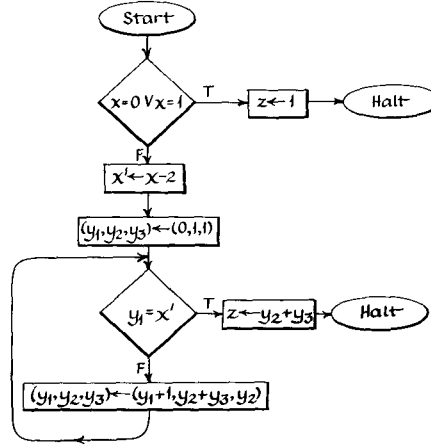 Start
x=0 ∨ x=1
T
z←1
Halt
F
x'←x-2
(y₁,y₂,y₃)←(0,1,1)
y₁=x'
T
z←y₂+y₃
Halt
F
(y₁,y₂,y₃)←(y₁+1,y₂+y₃,y₂)